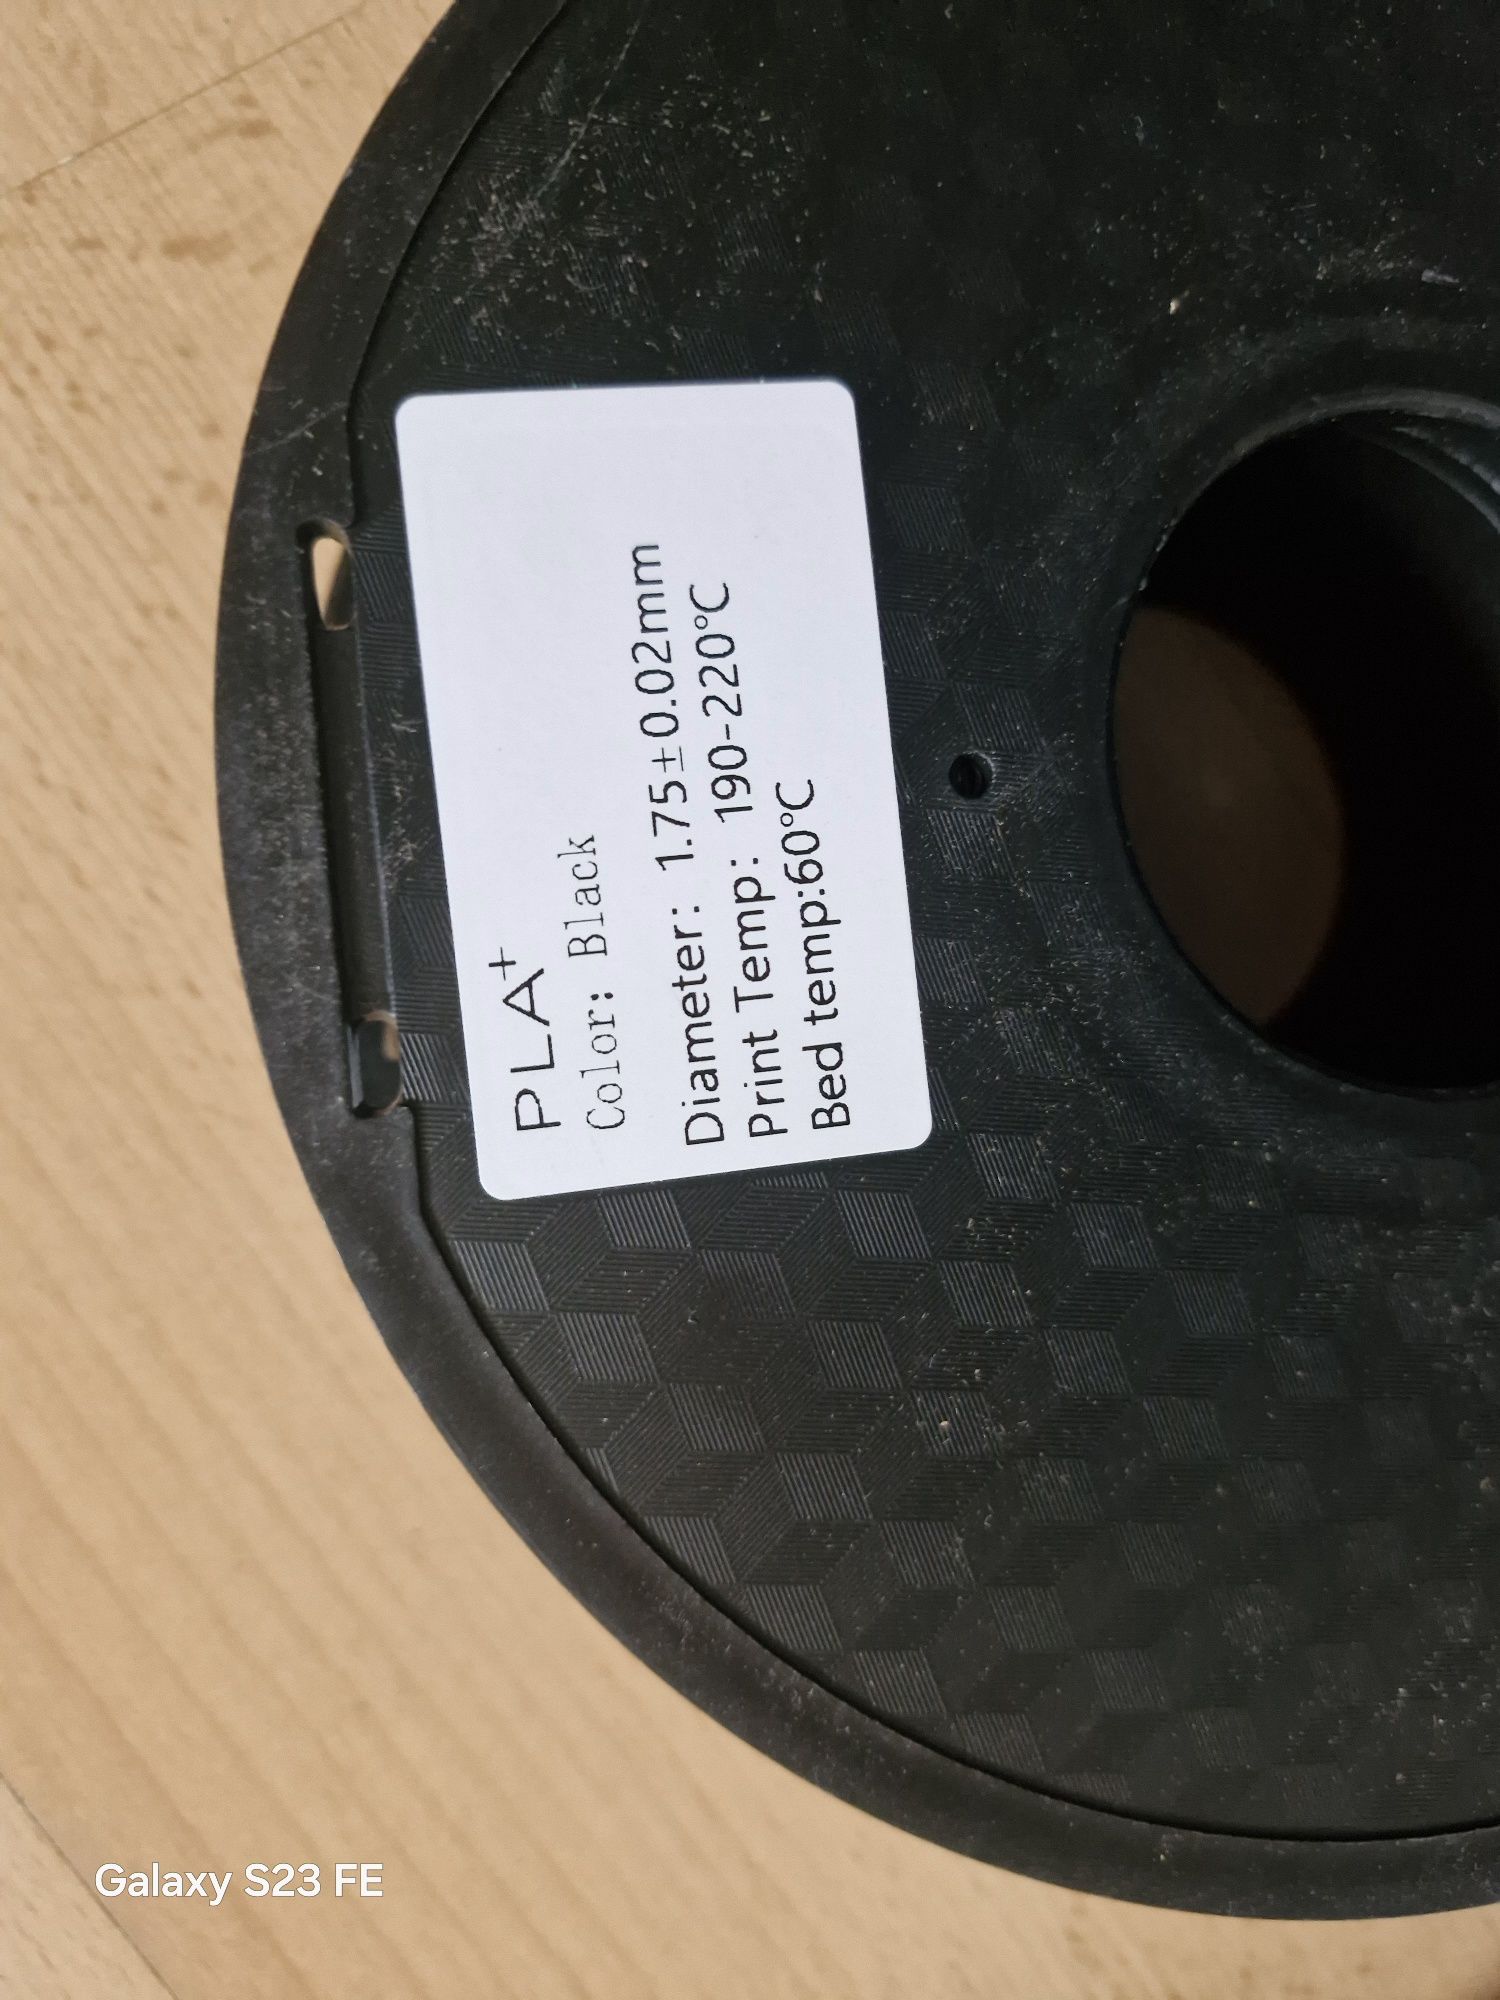 PLA+
Color: Black
Diameter: 1.75±0.02mm
Print Temp: 190-220℃
Bed temp:60℃
Galaxy S23 FE